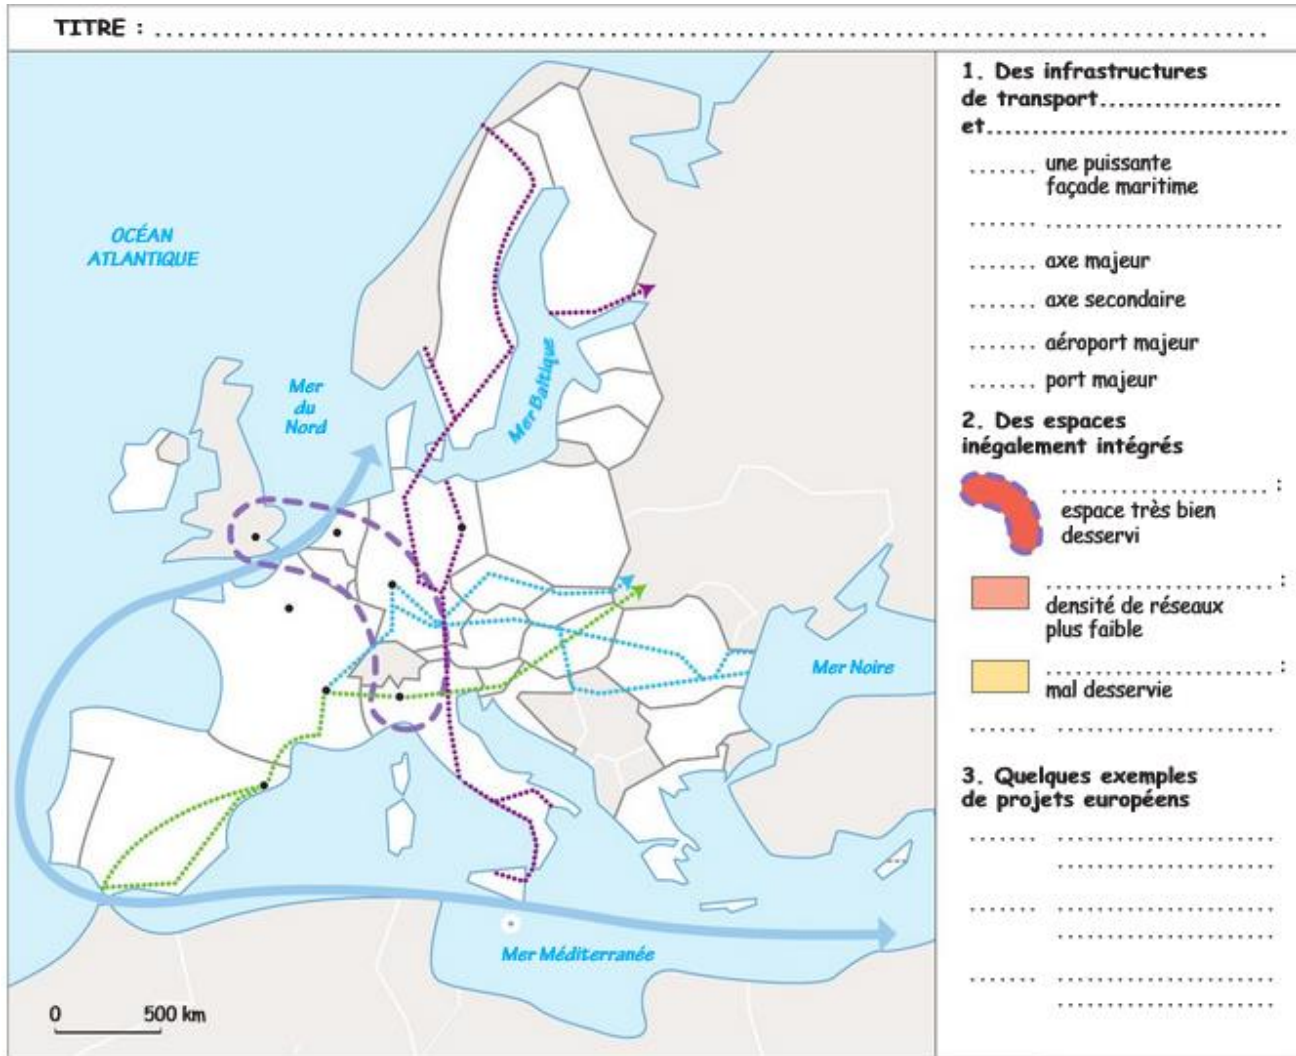 TITRE : ........................................................................................................
OCÉAN
ATLANTIQUE
Mer
du
Nord
Mer Baltique
Mer Noire
Mer Méditerranée
0 500 km
1. Des infrastructures
de transport...................
et................................
....... une puissante
façade maritime
....... .........................
....... axe majeur
....... axe secondaire
....... aéroport majeur
....... port majeur
2. Des espaces
inégalement intégrés
...................... :
espace très bien
desservi
........................ :
densité de réseaux
plus faible
........................ :
mal desservie
....... .......................
3. Quelques exemples
de projets européens
....... .......................
.......................
....... .......................
.......................
....... .......................
.......................